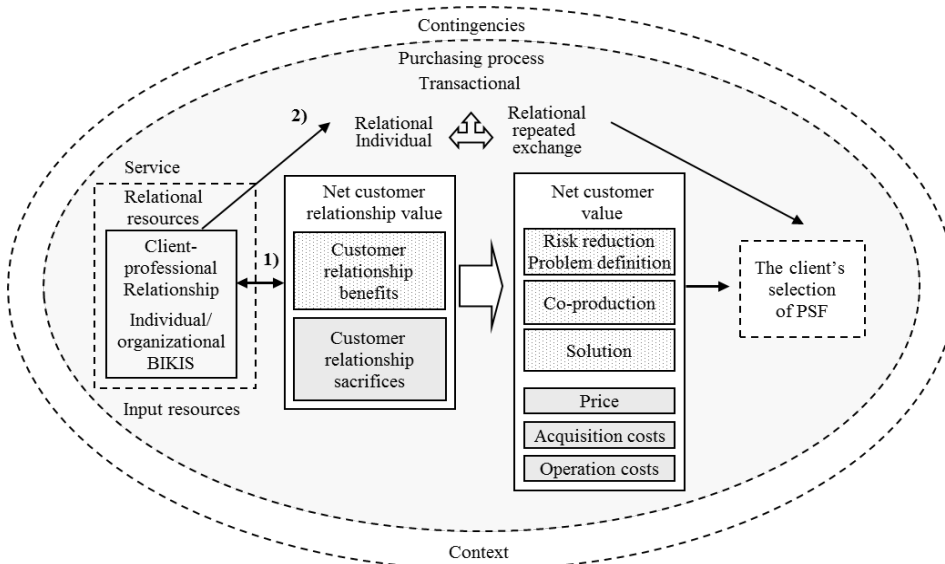 Contingencies
Purchasing process
Transactional
2)
Relational
Individual
Relational
repeated
exchange
Service
Relational
resources
Client-
professional
Relationship
Individual/
organizational
BIKIS
Input resources
1)
Net customer
relationship value
Customer
relationship
benefits
Customer
relationship
sacrifices
Net customer
value
Risk reduction
Problem definition
Co-production
Solution
Price
Acquisition costs
Operation costs
The client’s
selection
of PSF
Context